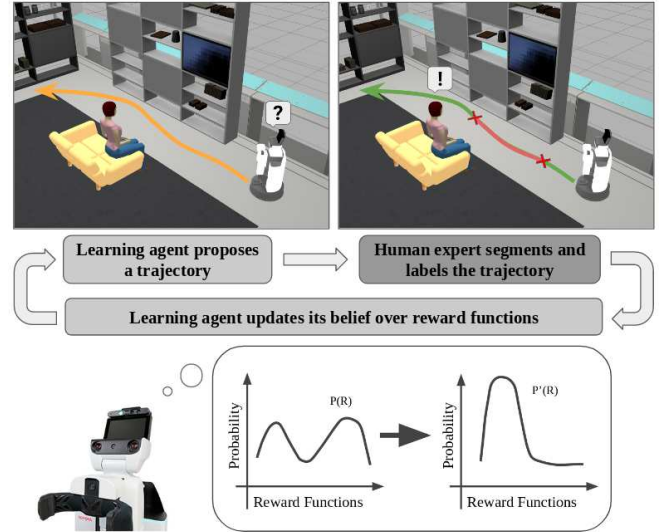 ?
!
Learning agent proposes
a trajectory
Human expert segments and
labels the trajectory
Learning agent updates its belief over reward functions
Probability
P(R)
Reward Functions
Probability
P'(R)
Reward Functions